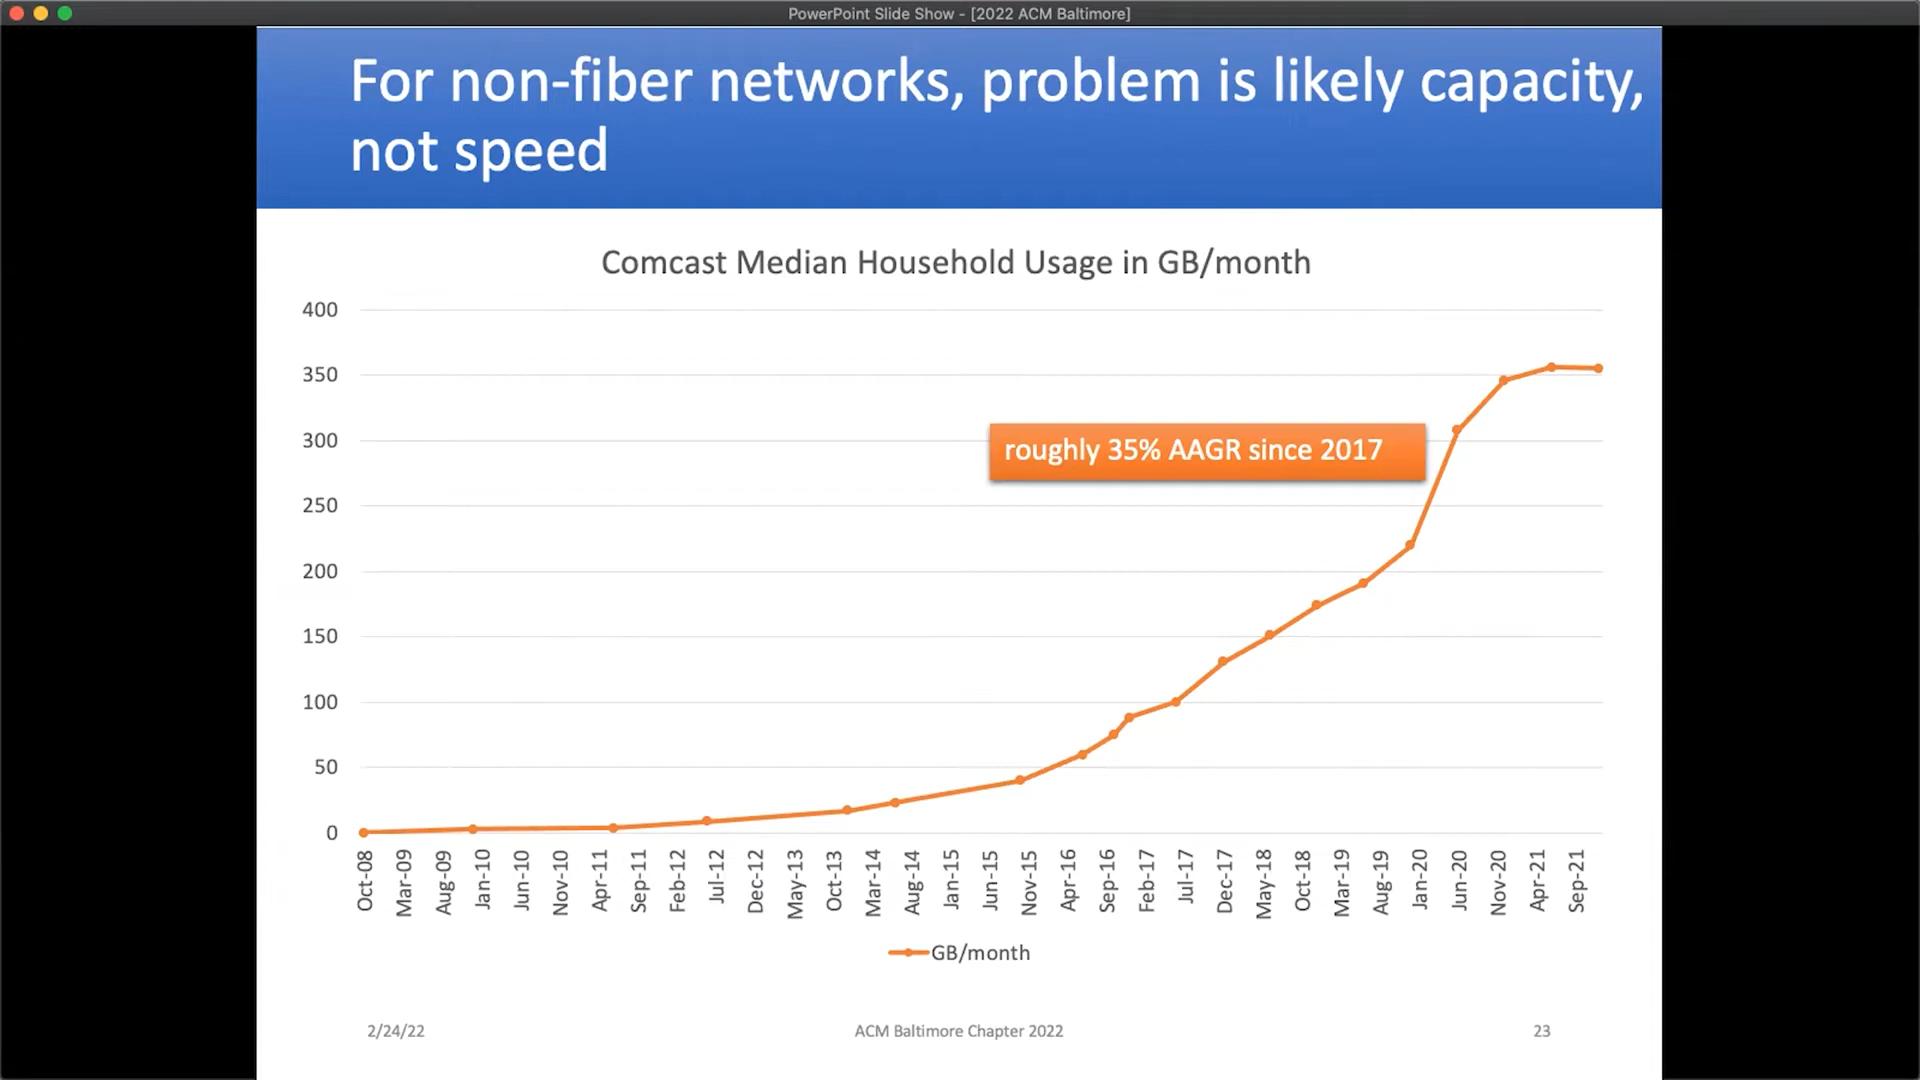 PowerPoint Slide Show - [2022 ACM Baltimore]
For non-fiber networks, problem is likely capacity,
not speed
Comcast Median Household Usage in GB/month
400
350
300
250
200
150
100
50
0
roughly 35% AAGR since 2017
Oct-08
Mar-09
Aug-09
Jan-10
Jun-10
Nov-10
Apr-11
Sep-11
Feb-12
Jul-12
Dec-12
May-13
Oct-13
Mar-14
Aug-14
Jan-15
Jun-15
Nov-15
Apr-16
Sep-16
Feb-17
Jul-17
Dec-17
May-18
Oct-18
Mar-19
Aug-19
Jan-20
Jun-20
Nov-20
Apr-21
Sep-21
GB/month
2/24/22
ACM Baltimore Chapter 2022
23